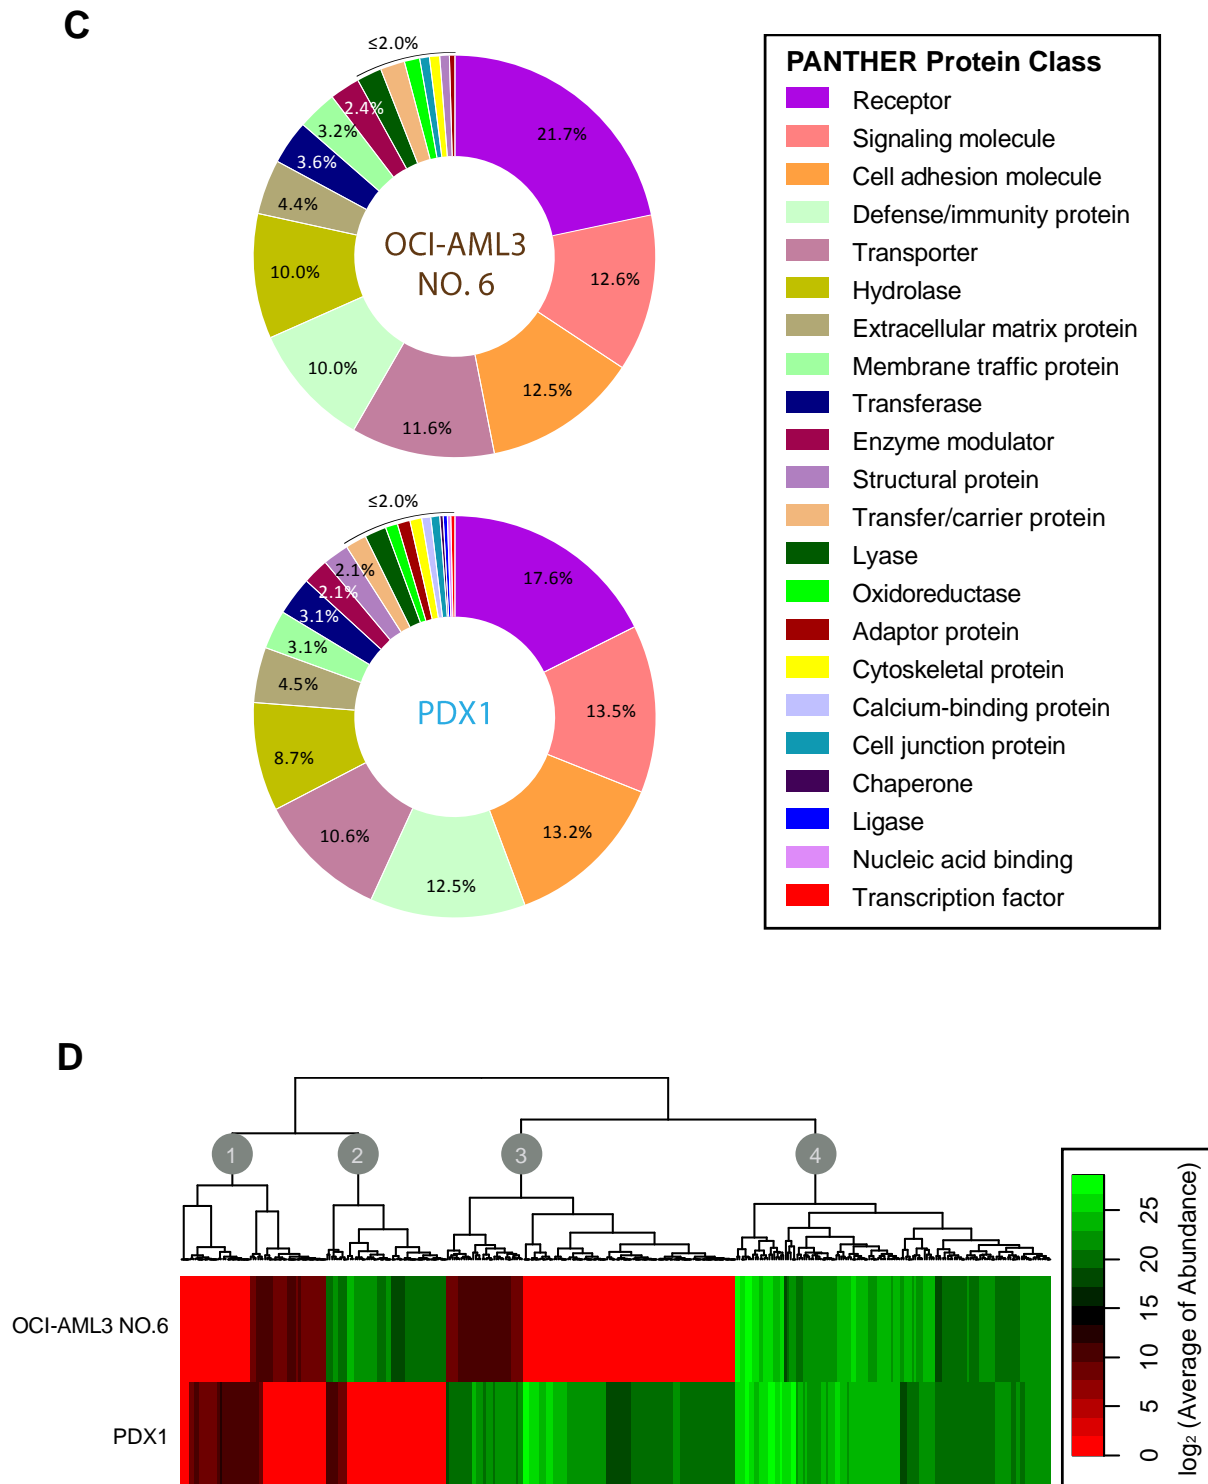 C
≤2.0%
21.7%
12.6%
12.5%
11.6%
10.0%
10.0%
4.4%
3.6%
3.2%
2.4%
OCI-AML3
NO. 6
≤2.0%
17.6%
13.5%
13.2%
12.5%
10.6%
8.7%
4.5%
3.1%
3.1%
2.1%
2.1%
PDX1
PANTHER Protein Class
Receptor
Signaling molecule
Cell adhesion molecule
Defense/immunity protein
Transporter
Hydrolase
Extracellular matrix protein
Membrane traffic protein
Transferase
Enzyme modulator
Structural protein
Transfer/carrier protein
Lyase
Oxidoreductase
Adaptor protein
Cytoskeletal protein
Calcium-binding protein
Cell junction protein
Chaperone
Ligase
Nucleic acid binding
Transcription factor
D
1
2
3
4
OCI-AML3 NO.6
PDX1
25
20
15
10
5
0
log₂ (Average of Abundance)